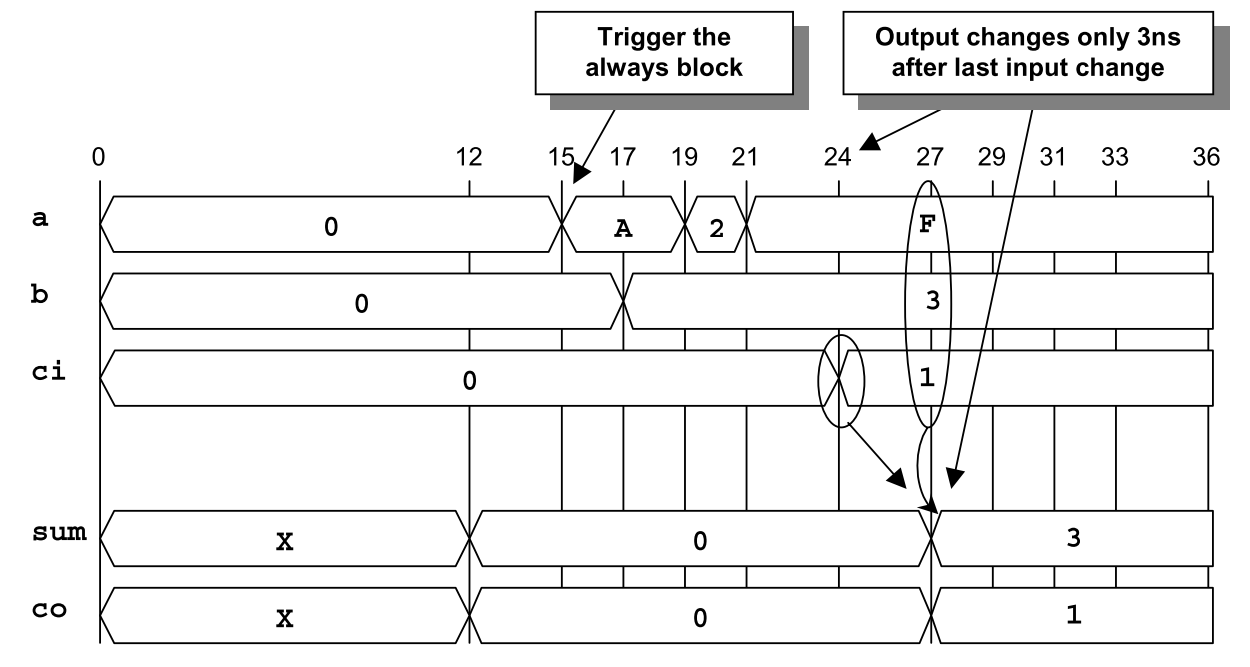 Trigger the
always block
Output changes only 3ns
after last input change
0 12 15 17 19 21 24 27 29 31 33 36
a 0 A 2 F
b 0 3
ci 0 1
sum X 0 3
co X 0 1